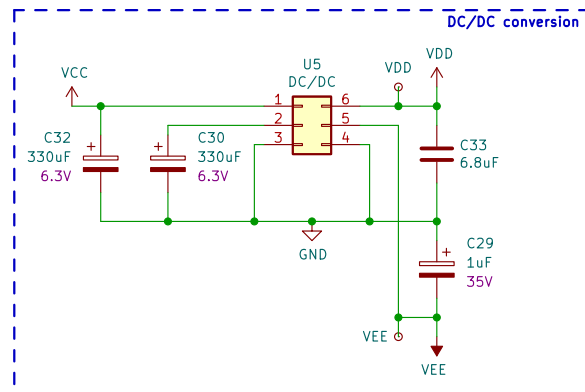 DC/DC conversion
U5
DC/DC
VCC
VDD
VDD
1
2
3
6
5
4
+
C32
330uF
6.3V
+
C30
330uF
6.3V
C33
6.8uF
GND
+
C29
1uF
35V
VEE
VEE